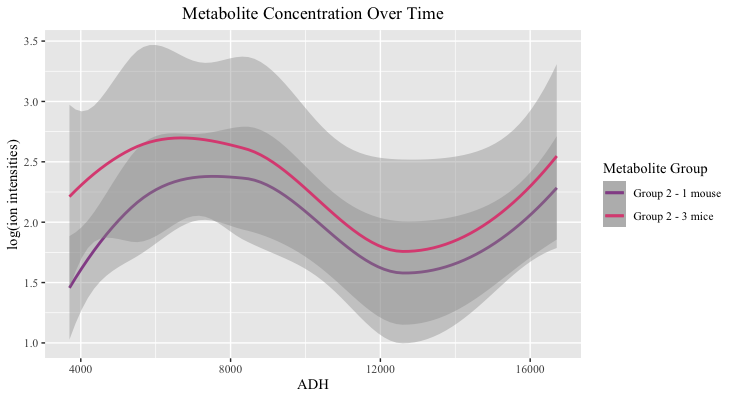 Metabolite Concentration Over Time
3.5
3.0
2.5
2.0
1.5
1.0
log(ion intensities)
4000 8000 12000 16000
ADH
Metabolite Group
Group 2 - 1 mouse
Group 2 - 3 mice